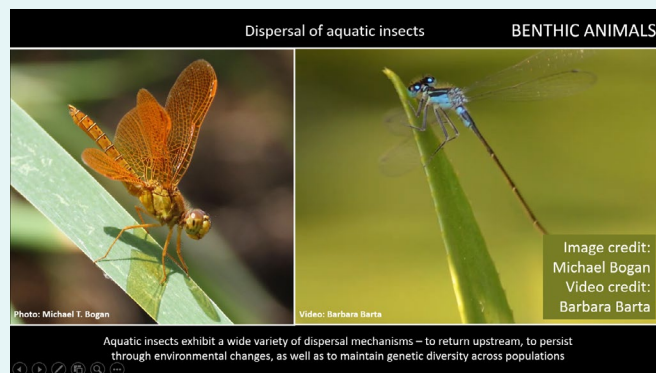 Dispersal of aquatic insects
BENTHIC ANIMALS
Photo: Michael T. Bogan
Video: Barbara Barta
Image credit:
Michael Bogan
Video credit:
Barbara Barta
Aquatic insects exhibit a wide variety of dispersal mechanisms – to return upstream, to persist
through environmental changes, as well as to maintain genetic diversity across populations